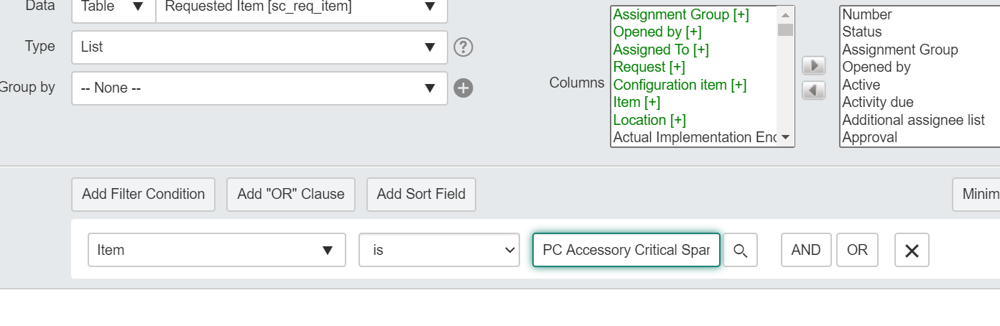 Data
Table
Requested Item [sc_req_item]
Type
List
?
Group by
-- None --
Columns
Assignment Group [+]
Opened by [+]
Assigned To [+]
Request [+]
Configuration item [+]
Item [+]
Location [+]
Actual Implementation Enc
Number
Status
Assignment Group
Opened by
Active
Activity due
Additional assignee list
Approval
Add Filter Condition
Add "OR" Clause
Add Sort Field
Minim
Item
is
PC Accessory Critical Spar
AND
OR